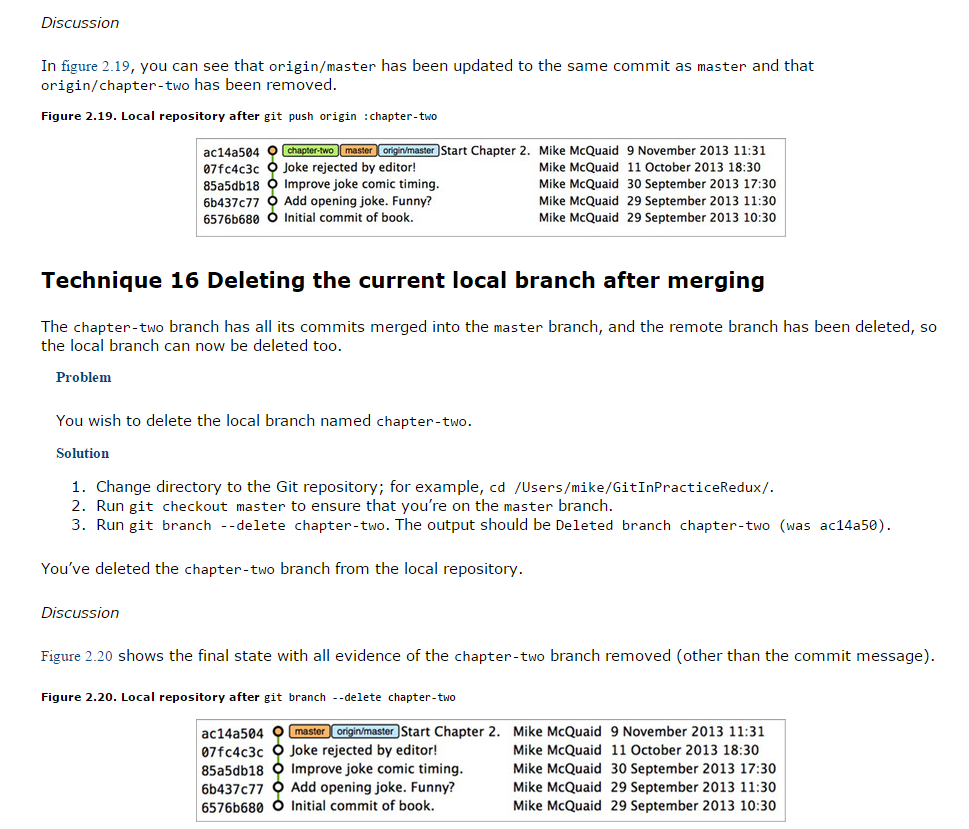 Discussion
In figure 2.19, you can see that origin/master has been updated to the same commit as master and that
origin/chapter-two has been removed.
Figure 2.19. Local repository after git push origin :chapter-two
ac14a504 chapter-two master origin/master Start Chapter 2. Mike McQuaid 9 November 2013 11:31
07fc4c3c Joke rejected by editor! Mike McQuaid 11 October 2013 18:30
85a5db18 Improve joke comic timing. Mike McQuaid 30 September 2013 17:30
6b437c77 Add opening joke. Funny? Mike McQuaid 29 September 2013 11:30
6576b680 Initial commit of book. Mike McQuaid 29 September 2013 10:30
Technique 16 Deleting the current local branch after merging
The chapter-two branch has all its commits merged into the master branch, and the remote branch has been deleted, so
the local branch can now be deleted too.
Problem
You wish to delete the local branch named chapter-two.
Solution
1. Change directory to the Git repository; for example, cd /Users/mike/GitInPracticeRedux/.
2. Run git checkout master to ensure that you’re on the master branch.
3. Run git branch --delete chapter-two. The output should be Deleted branch chapter-two (was ac14a50).
You’ve deleted the chapter-two branch from the local repository.
Discussion
Figure 2.20 shows the final state with all evidence of the chapter-two branch removed (other than the commit message).
Figure 2.20. Local repository after git branch --delete chapter-two
ac14a504 master origin/master Start Chapter 2. Mike McQuaid 9 November 2013 11:31
07fc4c3c Joke rejected by editor! Mike McQuaid 11 October 2013 18:30
85a5db18 Improve joke comic timing. Mike McQuaid 30 September 2013 17:30
6b437c77 Add opening joke. Funny? Mike McQuaid 29 September 2013 11:30
6576b680 Initial commit of book. Mike McQuaid 29 September 2013 10:30